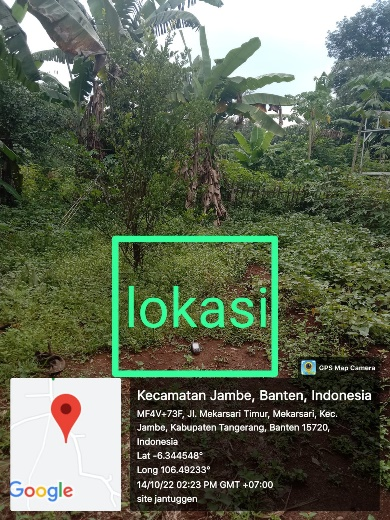 lokasi
GPS Map Camera
Kecamatan Jambe, Banten, Indonesia
MF4V+73F, Jl. Mekarsari Timur, Mekarsari, Kec.
Jambe, Kabupaten Tangerang, Banten 15720,
Indonesia
Lat -6.344548°
Long 106.49233°
14/10/22 02:23 PM GMT +07:00
site jantuggen
Google